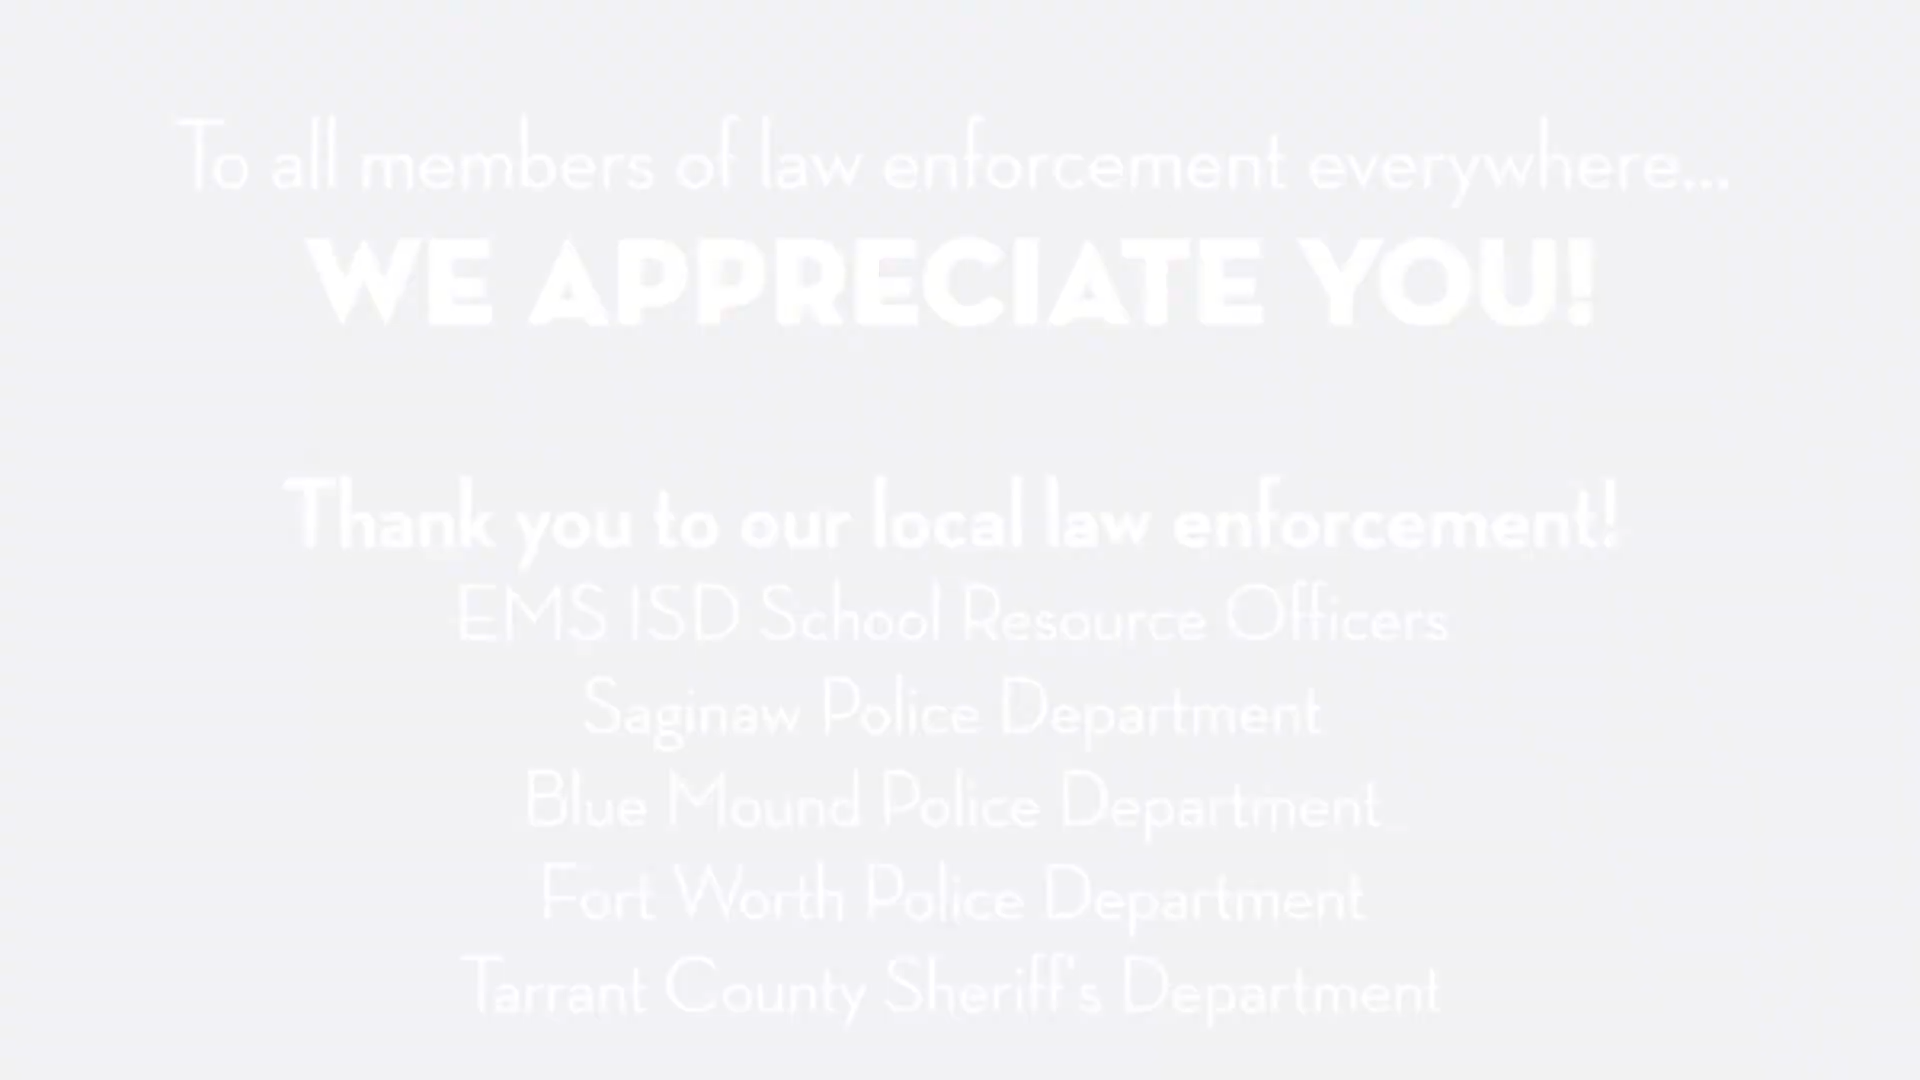 To all members of law enforcement everywhere...
WE APPRECIATE YOU!
Thank you to our local law enforcement!
EMS ISD School Resource Officers
Saginaw Police Department
Blue Mound Police Department
Fort Worth Police Department
Tarrant County Sheriff's Department